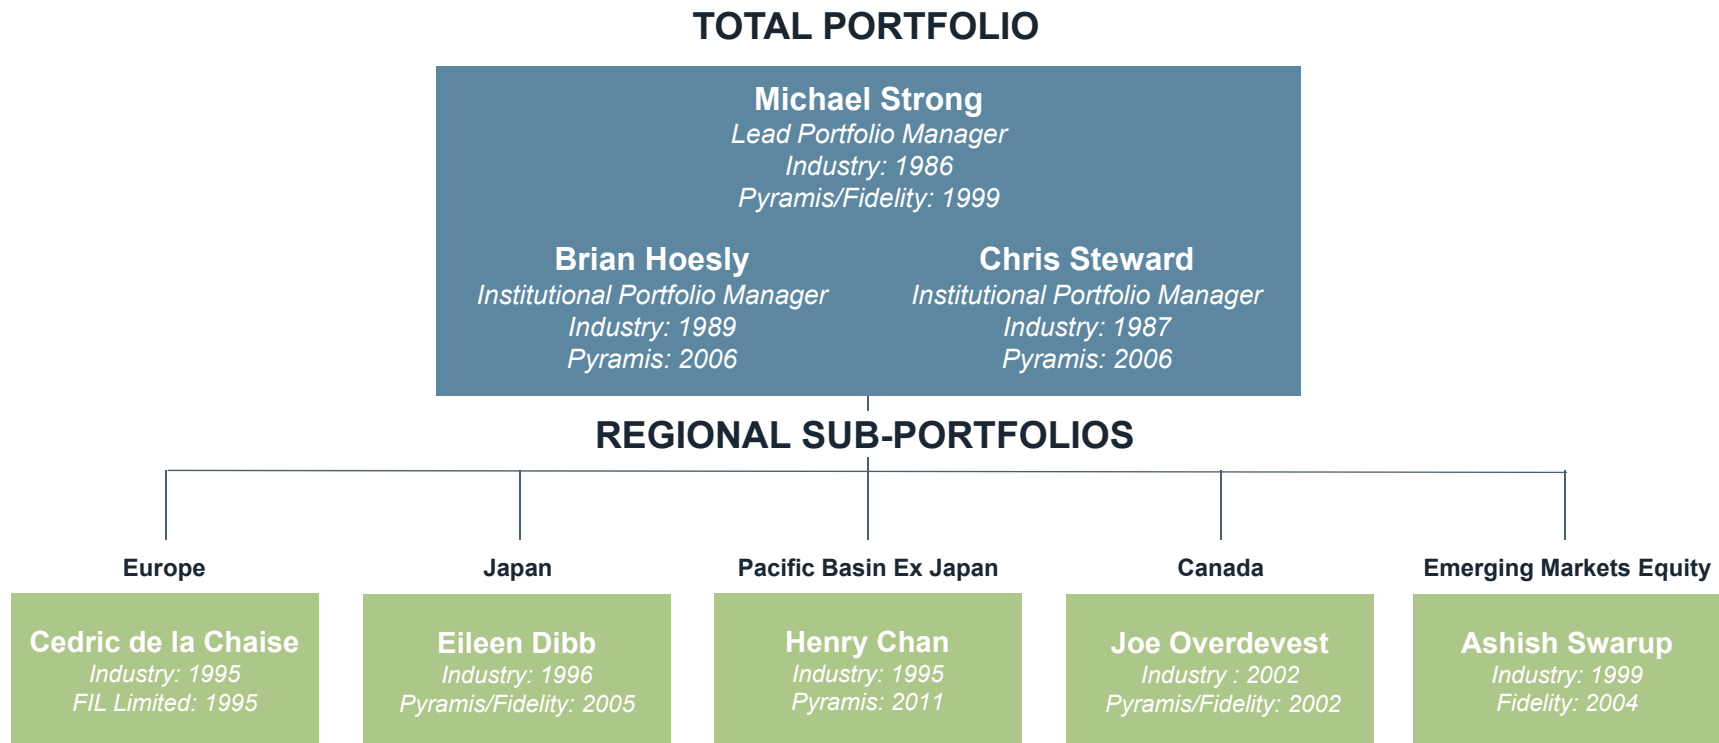 TOTAL PORTFOLIO
Michael Strong
Lead Portfolio Manager
Industry: 1986
Pyramis/Fidelity: 1999
Brian Hoesly
Institutional Portfolio Manager
Industry: 1989
Pyramis: 2006
Chris Steward
Institutional Portfolio Manager
Industry: 1987
Pyramis: 2006
REGIONAL SUB-PORTFOLIOS
Europe
Cedric de la Chaise
Industry: 1995
FIL Limited: 1995
Japan
Eileen Dibb
Industry: 1996
Pyramis/Fidelity: 2005
Pacific Basin Ex Japan
Henry Chan
Industry: 1995
Pyramis: 2011
Canada
Joe Overdevest
Industry : 2002
Pyramis/Fidelity: 2002
Emerging Markets Equity
Ashish Swarup
Industry: 1999
Fidelity: 2004